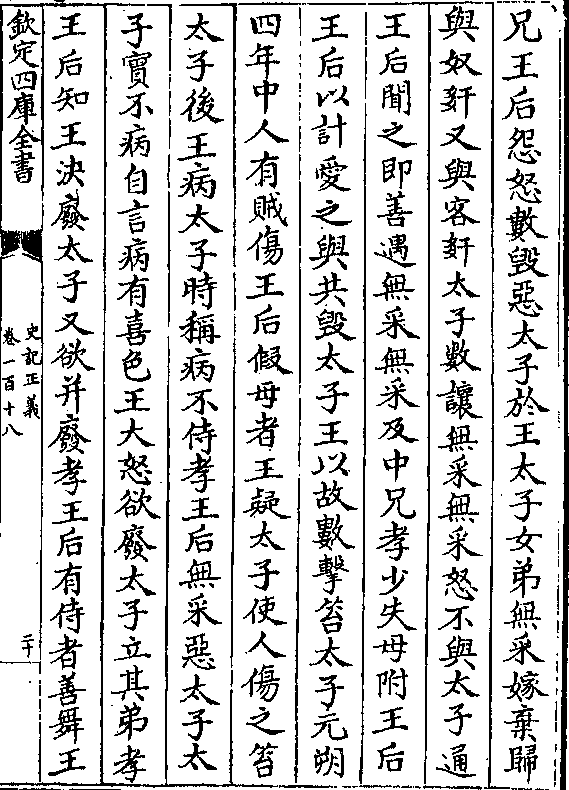 兄王后怨怒數毀惡太子於王太子女弟無采嫁棄歸
與奴姧又與客姧太子數讓無采無采怒不與太子通
王后聞之即善遇無采無采及中兄孝少失母附王后
王后以計愛之與共毀太子王以故數擊笞太子元朔
四年中人有賊傷王后假母者王疑太子使人傷之笞
太子後王病太子時稱病不侍孝王后無采惡太子太
子實不病自言病有喜色王大怒欲廢太子立其弟孝
王后知王決廢太子又欲并廢孝王后有侍者善舞王
欽定四庫全書
史記正義
卷一百十八
二十